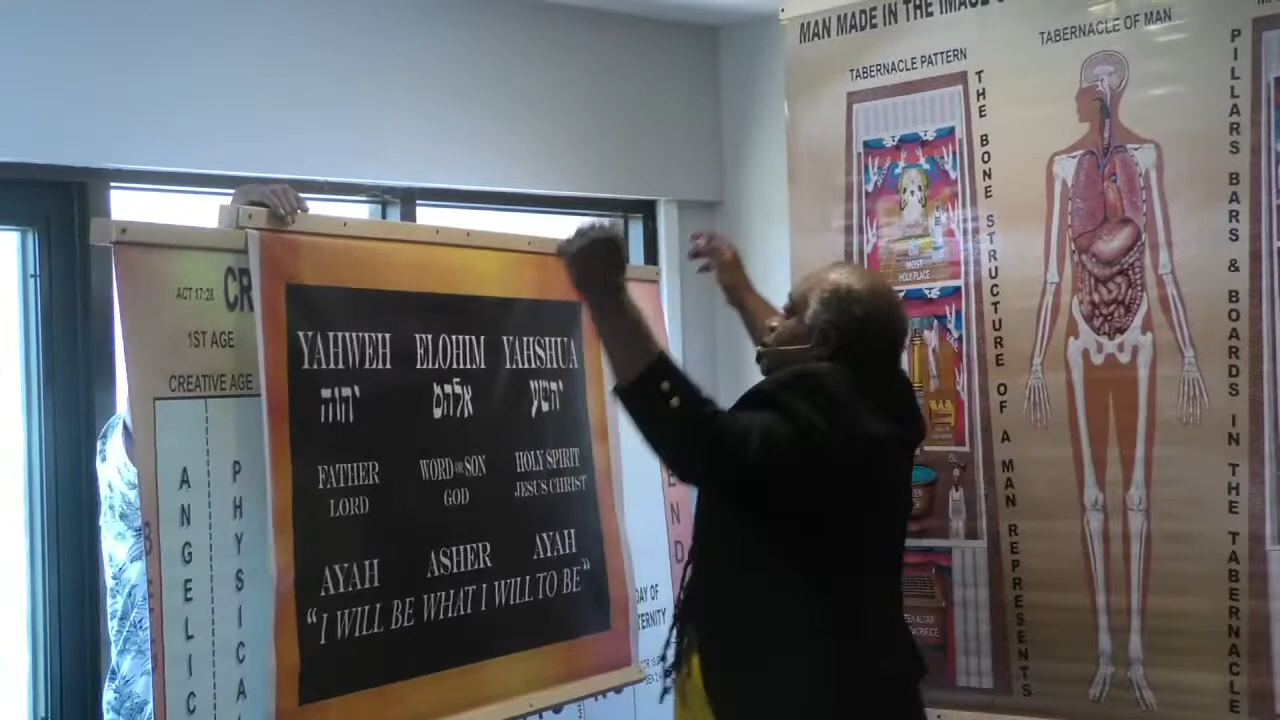 ACT 17:28 CR
1ST AGE
CREATIVE AGE
ANGELIC
PHYSICA
YAHWEH ELOHIM YAHSHUA
יהוה אלהם יהשע
FATHER WORD OR SON HOLY SPIRIT
LORD GOD JESUS CHRIST
AYAH ASHER AYAH
"I WILL BE WHAT I WILL TO BE"
END
DAY OF
MAN MADE IN THE IMAGE
TABERNACLE PATTERN
TABERNACLE OF MAN
MOST
HOLY PLACE
VAIL
THE BONE STRUCTURE OF A MAN REPRESENTS
PILLARS BARS & BOARDS IN THE TABERNACLE